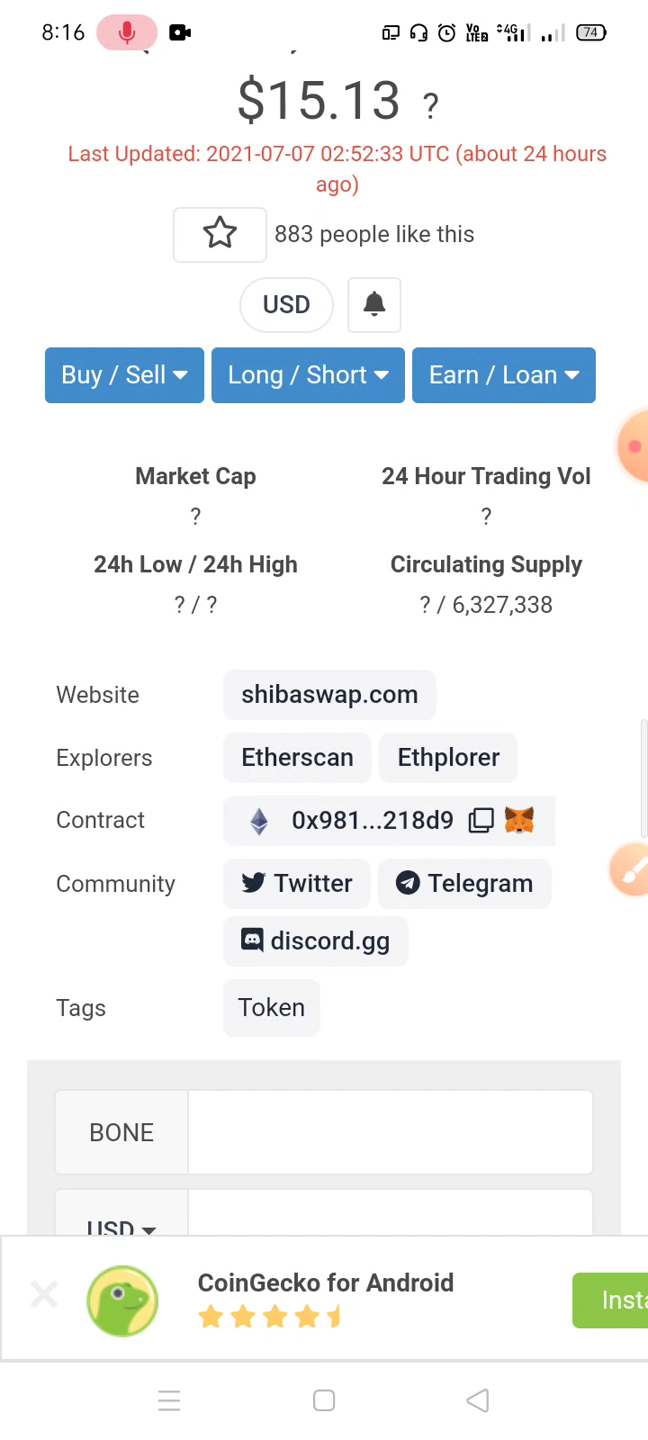 8:16 Vo LTE 4G 74
$15.13 ?
Last Updated: 2021-07-07 02:52:33 UTC (about 24 hours
ago)
883 people like this
USD
Buy / Sell Long / Short Earn / Loan
Market Cap 24 Hour Trading Vol
? ?
24h Low / 24h High Circulating Supply
? / ? ? / 6,327,338
Website shibaswap.com
Explorers Etherscan Ethplorer
Contract 0x981...218d9
Community Twitter Telegram
discord.gg
Tags Token
BONE
USD
CoinGecko for Android
Insta